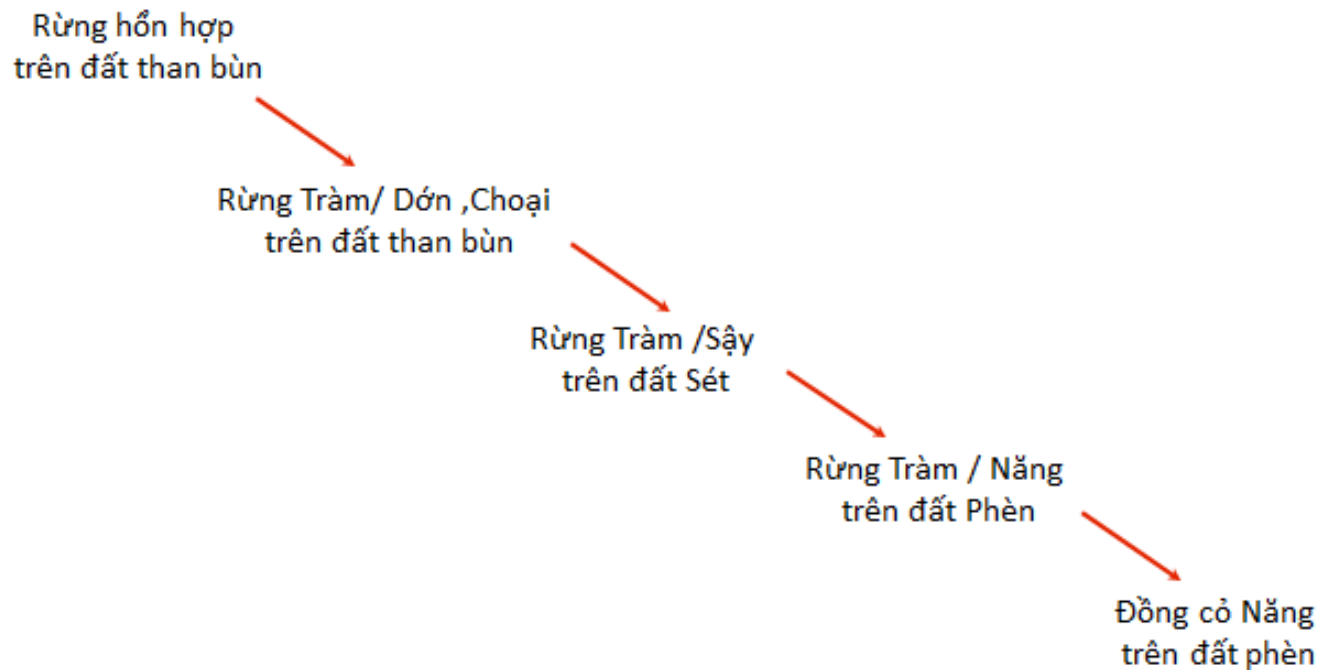 Rừng hổn hợp
trên đất than bùn
Rừng Tràm/ Dớn ,Choại
trên đất than bùn
Rừng Tràm /Sậy
trên đất Sét
Rừng Tràm / Năng
trên đất Phèn
Đồng cỏ Năng
trên đất phèn